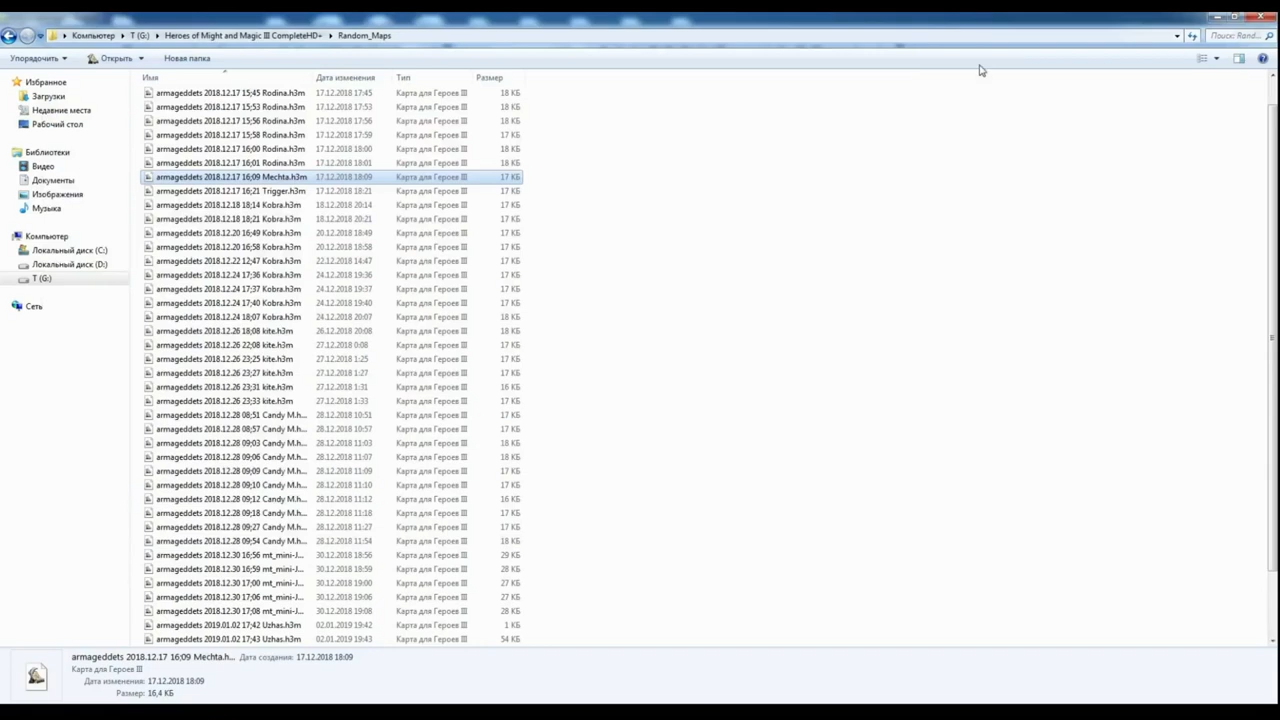 Компьютер ▸ T (G:) ▸ Heroes of Might and Magic III CompleteHD+ ▸ Random_Maps
Поиск: Rand...
Упорядочить Открыть Новая папка
Имя Дата изменения Тип Размер
Избранное
Загрузки
Недавние места
Рабочий стол
Библиотеки
Видео
Документы
Изображения
Музыка
Компьютер
Локальный диск (C:)
Локальный диск (D:)
T (G:)
Сеть
armageddets 2018.12.17 15;45 Rodina.h3m 17.12.2018 17:45 Карта для Героев III 18 КБ
armageddets 2018.12.17 15;53 Rodina.h3m 17.12.2018 17:53 Карта для Героев III 18 КБ
armageddets 2018.12.17 15;56 Rodina.h3m 17.12.2018 17:56 Карта для Героев III 18 КБ
armageddets 2018.12.17 15;58 Rodina.h3m 17.12.2018 17:59 Карта для Героев III 17 КБ
armageddets 2018.12.17 16;00 Rodina.h3m 17.12.2018 18:00 Карта для Героев III 18 КБ
armageddets 2018.12.17 16;01 Rodina.h3m 17.12.2018 18:01 Карта для Героев III 18 КБ
armageddets 2018.12.17 16;09 Mechta.h3m 17.12.2018 18:09 Карта для Героев III 17 КБ
armageddets 2018.12.17 16;21 Trigger.h3m 17.12.2018 18:21 Карта для Героев III 17 КБ
armageddets 2018.12.18 18;14 Kobra.h3m 18.12.2018 20:14 Карта для Героев III 17 КБ
armageddets 2018.12.18 18;21 Kobra.h3m 18.12.2018 20:21 Карта для Героев III 17 КБ
armageddets 2018.12.20 16;49 Kobra.h3m 20.12.2018 18:49 Карта для Героев III 17 КБ
armageddets 2018.12.20 16;58 Kobra.h3m 20.12.2018 18:58 Карта для Героев III 17 КБ
armageddets 2018.12.22 12;47 Kobra.h3m 22.12.2018 14:47 Карта для Героев III 17 КБ
armageddets 2018.12.24 17;36 Kobra.h3m 24.12.2018 19:36 Карта для Героев III 17 КБ
armageddets 2018.12.24 17;37 Kobra.h3m 24.12.2018 19:37 Карта для Героев III 17 КБ
armageddets 2018.12.24 17;40 Kobra.h3m 24.12.2018 19:40 Карта для Героев III 17 КБ
armageddets 2018.12.24 18;07 Kobra.h3m 24.12.2018 20:07 Карта для Героев III 18 КБ
armageddets 2018.12.26 18;08 kite.h3m 26.12.2018 20:08 Карта для Героев III 18 КБ
armageddets 2018.12.26 22;08 kite.h3m 27.12.2018 0:08 Карта для Героев III 17 КБ
armageddets 2018.12.26 23;25 kite.h3m 27.12.2018 1:25 Карта для Героев III 17 КБ
armageddets 2018.12.26 23;27 kite.h3m 27.12.2018 1:27 Карта для Героев III 17 КБ
armageddets 2018.12.26 23;31 kite.h3m 27.12.2018 1:31 Карта для Героев III 16 КБ
armageddets 2018.12.26 23;33 kite.h3m 27.12.2018 1:33 Карта для Героев III 17 КБ
armageddets 2018.12.28 08;51 Candy M.h... 28.12.2018 10:51 Карта для Героев III 17 КБ
armageddets 2018.12.28 08;57 Candy M.h... 28.12.2018 10:57 Карта для Героев III 17 КБ
armageddets 2018.12.28 09;03 Candy M.h... 28.12.2018 11:03 Карта для Героев III 18 КБ
armageddets 2018.12.28 09;06 Candy M.h... 28.12.2018 11:07 Карта для Героев III 18 КБ
armageddets 2018.12.28 09;09 Candy M.h... 28.12.2018 11:09 Карта для Героев III 17 КБ
armageddets 2018.12.28 09;10 Candy M.h... 28.12.2018 11:10 Карта для Героев III 17 КБ
armageddets 2018.12.28 09;12 Candy M.h... 28.12.2018 11:12 Карта для Героев III 16 КБ
armageddets 2018.12.28 09;18 Candy M.h... 28.12.2018 11:18 Карта для Героев III 17 КБ
armageddets 2018.12.28 09;27 Candy M.h... 28.12.2018 11:27 Карта для Героев III 17 КБ
armageddets 2018.12.28 09;54 Candy M.h... 28.12.2018 11:54 Карта для Героев III 18 КБ
armageddets 2018.12.30 16;56 mt_mini-J... 30.12.2018 18:56 Карта для Героев III 29 КБ
armageddets 2018.12.30 16;59 mt_mini-J... 30.12.2018 18:59 Карта для Героев III 28 КБ
armageddets 2018.12.30 17;00 mt_mini-J... 30.12.2018 19:00 Карта для Героев III 27 КБ
armageddets 2018.12.30 17;06 mt_mini-J... 30.12.2018 19:06 Карта для Героев III 27 КБ
armageddets 2018.12.30 17;08 mt_mini-J... 30.12.2018 19:08 Карта для Героев III 28 КБ
armageddets 2019.01.02 17;42 Uzhas.h3m 02.01.2019 19:42 Карта для Героев III 1 КБ
armageddets 2019.01.02 17;43 Uzhas.h3m 02.01.2019 19:43 Карта для Героев III 54 КБ
armageddets 2018.12.17 16;09 Mechta.h... Дата создания: 17.12.2018 18:09
Карта для Героев III
Дата изменения: 17.12.2018 18:09
Размер: 16,4 КБ